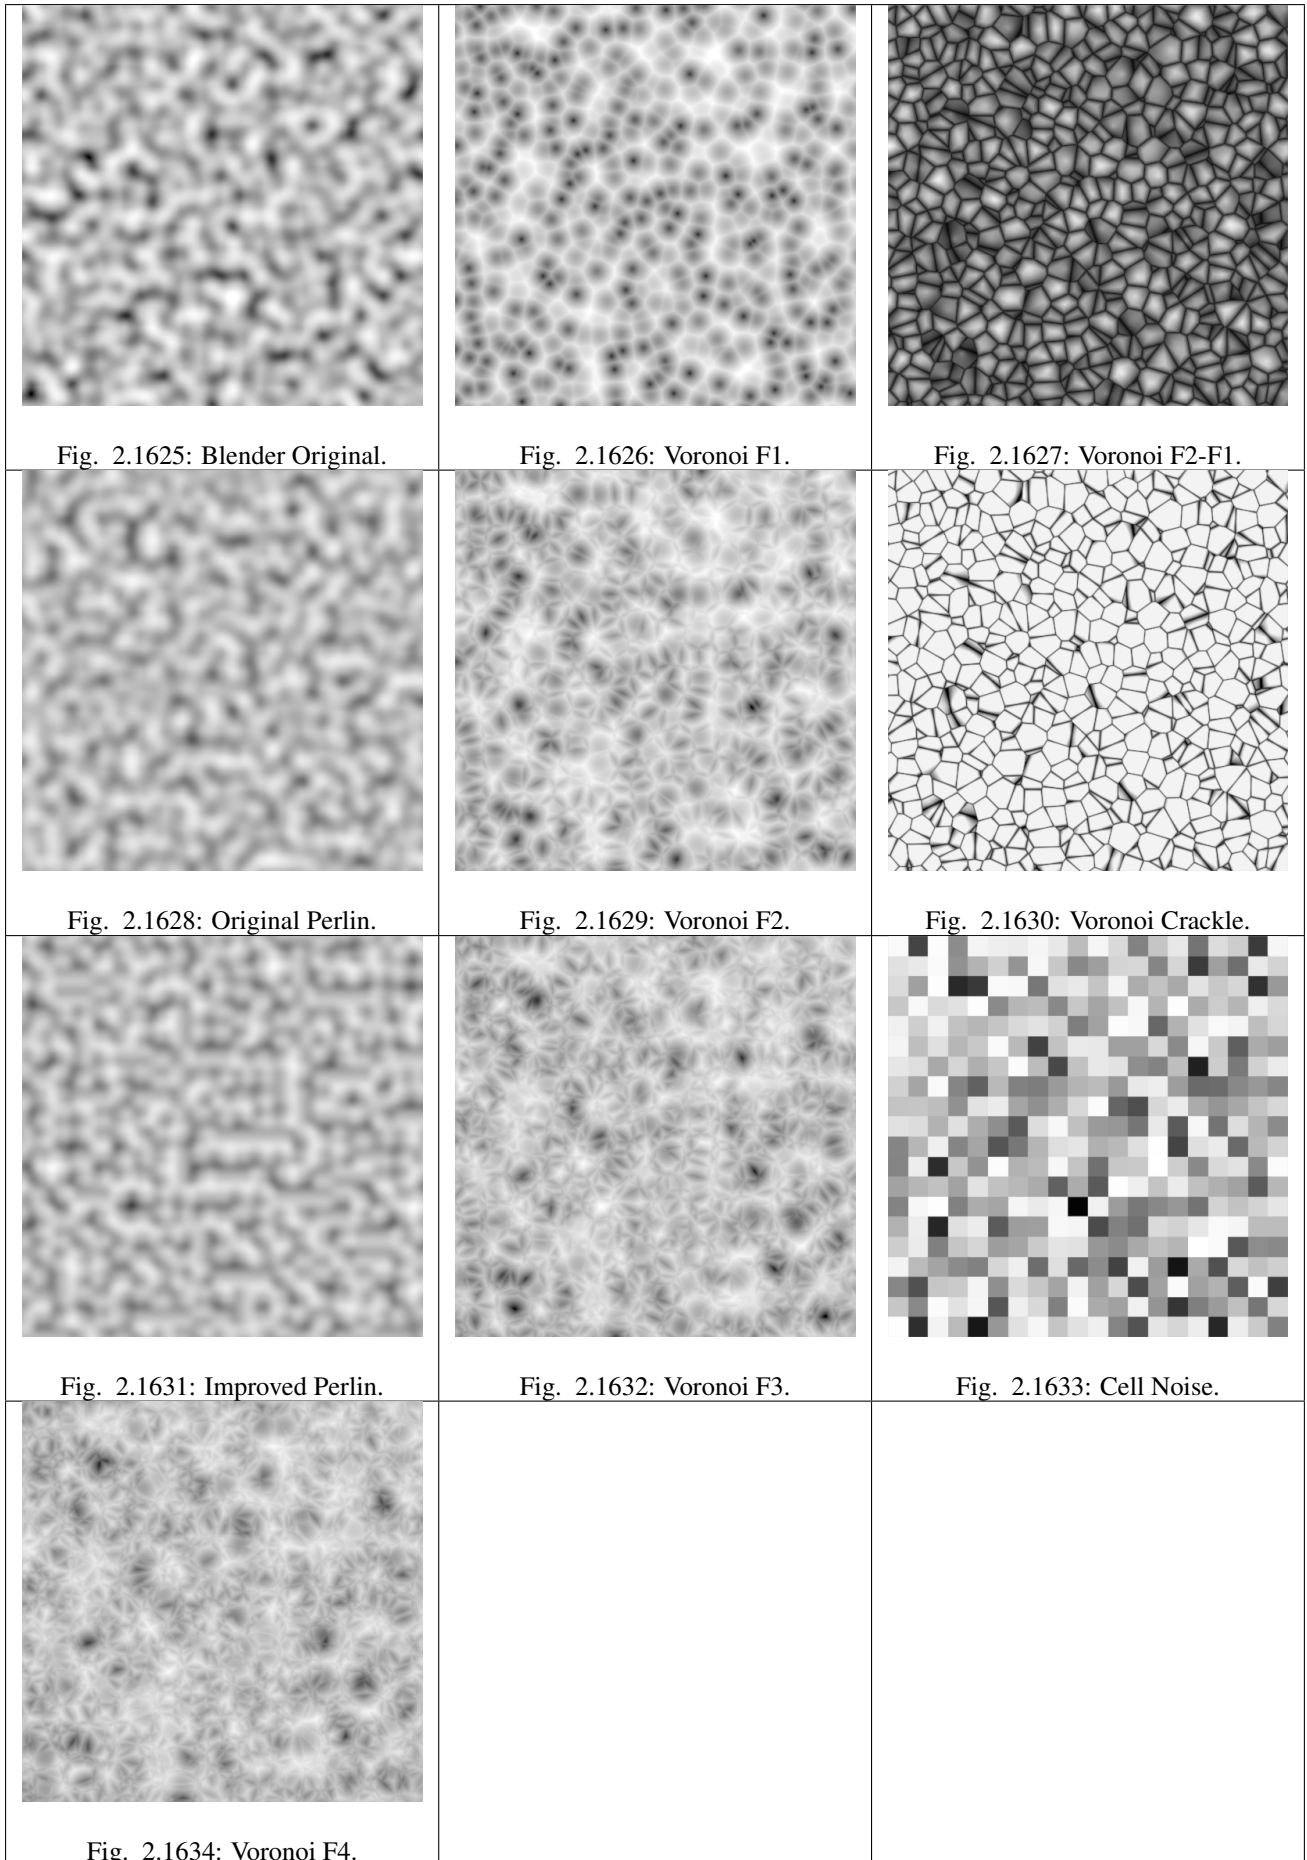 Fig. 2.1625: Blender Original.
Fig. 2.1626: Voronoi F1.
Fig. 2.1627: Voronoi F2-F1.
Fig. 2.1628: Original Perlin.
Fig. 2.1629: Voronoi F2.
Fig. 2.1630: Voronoi Crackle.
Fig. 2.1631: Improved Perlin.
Fig. 2.1632: Voronoi F3.
Fig. 2.1633: Cell Noise.
Fig. 2.1634: Voronoi F4.